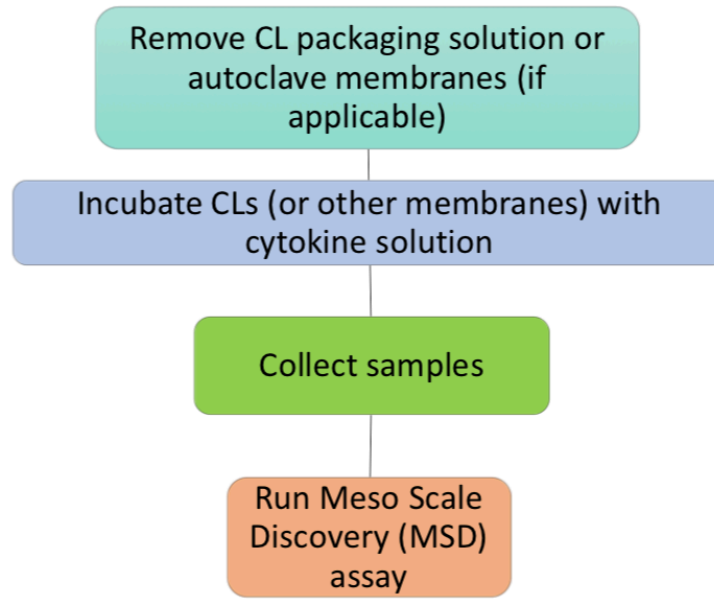 Remove CL packaging solution or
autoclave membranes (if
applicable)
Incubate CLs (or other membranes) with
cytokine solution
Collect samples
Run Meso Scale
Discovery (MSD)
assay